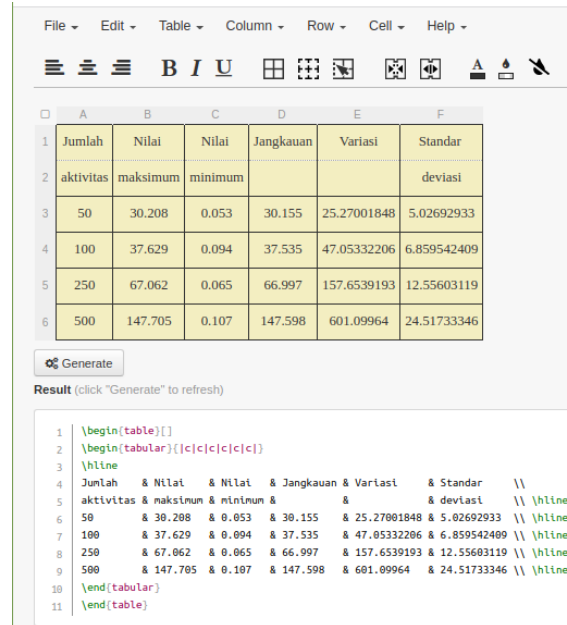 File Edit Table Column Row Cell Help
B I U A
A B C D E F
1 Jumlah Nilai Nilai Jangkauan Variasi Standar
2 aktivitas maksimum minimum deviasi
3 50 30.208 0.053 30.155 25.27001848 5.02692933
4 100 37.629 0.094 37.535 47.05332206 6.859542409
5 250 67.062 0.065 66.997 157.6539193 12.55603119
6 500 147.705 0.107 147.598 601.09964 24.51733346
Generate
Result (click "Generate" to refresh)
1 \begin{table}[]
2 \begin{tabular}{|c|c|c|c|c|c|}
3 \hline
4 Jumlah & Nilai & Nilai & Jangkauan & Variasi & Standar \\
5 aktivitas & maksimum & minimum & & & deviasi \\ \hline
6 50 & 30.208 & 0.053 & 30.155 & 25.27001848 & 5.02692933 \\ \hline
7 100 & 37.629 & 0.094 & 37.535 & 47.05332206 & 6.859542409 \\ \hline
8 250 & 67.062 & 0.065 & 66.997 & 157.6539193 & 12.55603119 \\ \hline
9 500 & 147.705 & 0.107 & 147.598 & 601.09964 & 24.51733346 \\ \hline
10 \end{tabular}
11 \end{table}